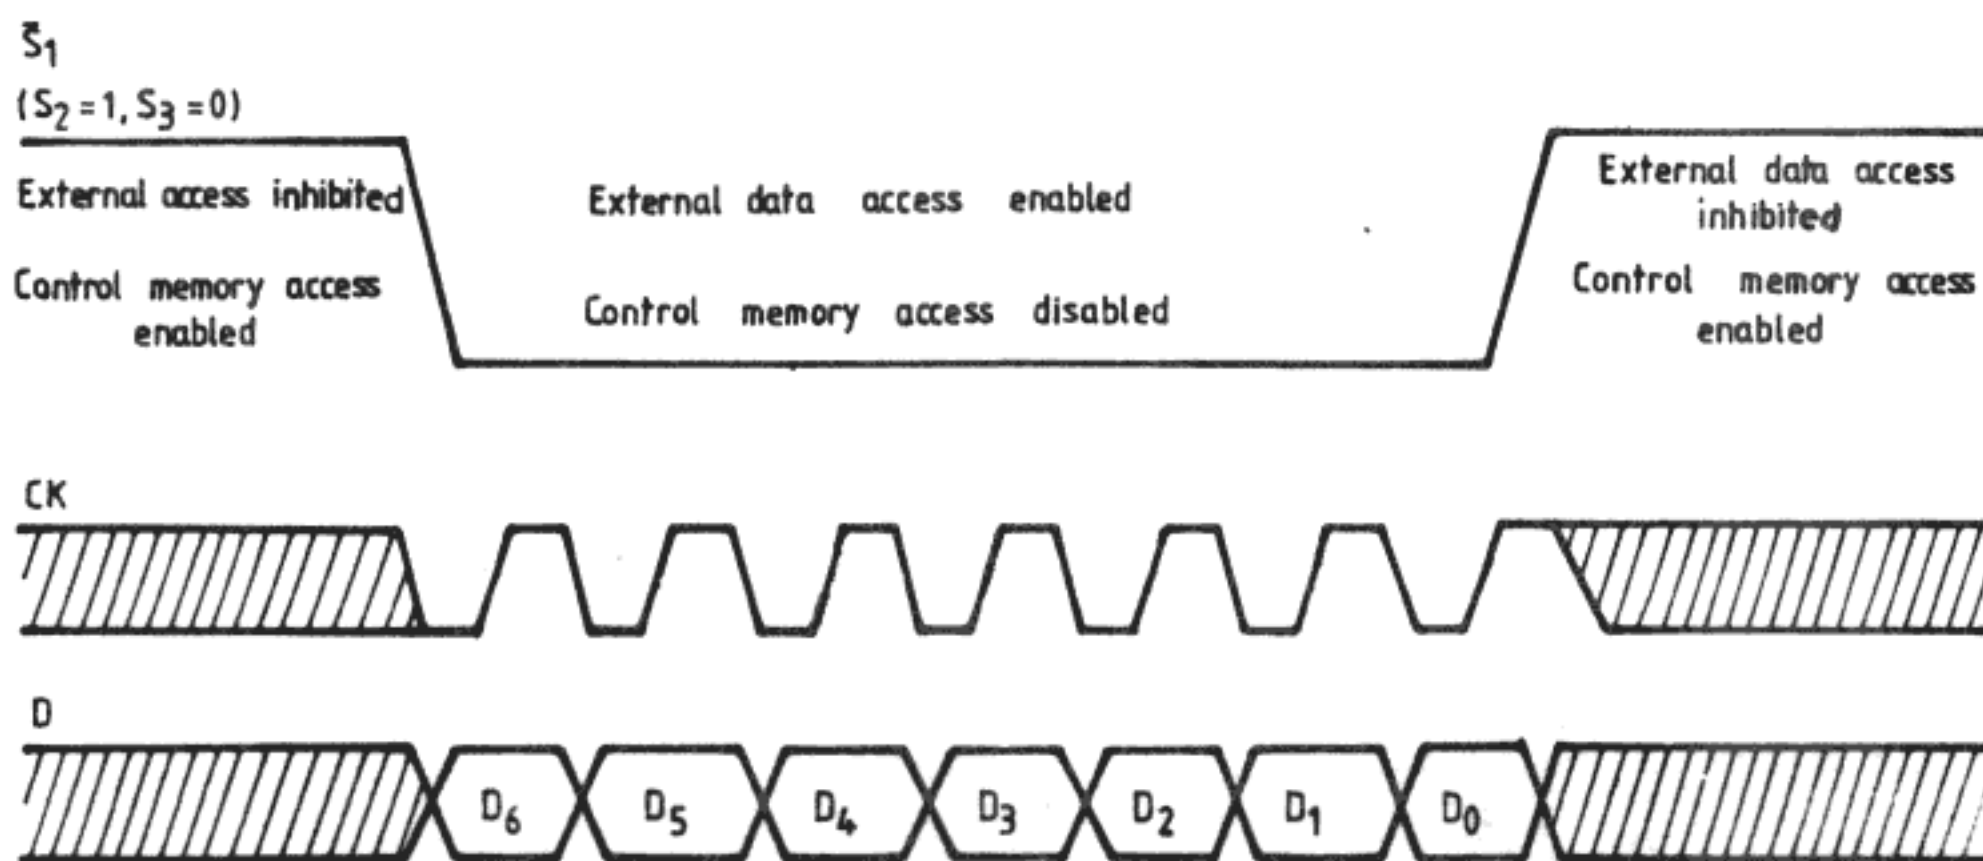 S̄₁
(S₂ = 1, S₃ = 0)
External access inhibited
Control memory access
enabled
External data access enabled
Control memory access disabled
External data access
inhibited
Control memory access
enabled
CK
D
D₆ D₅ D₄ D₃ D₂ D₁ D₀